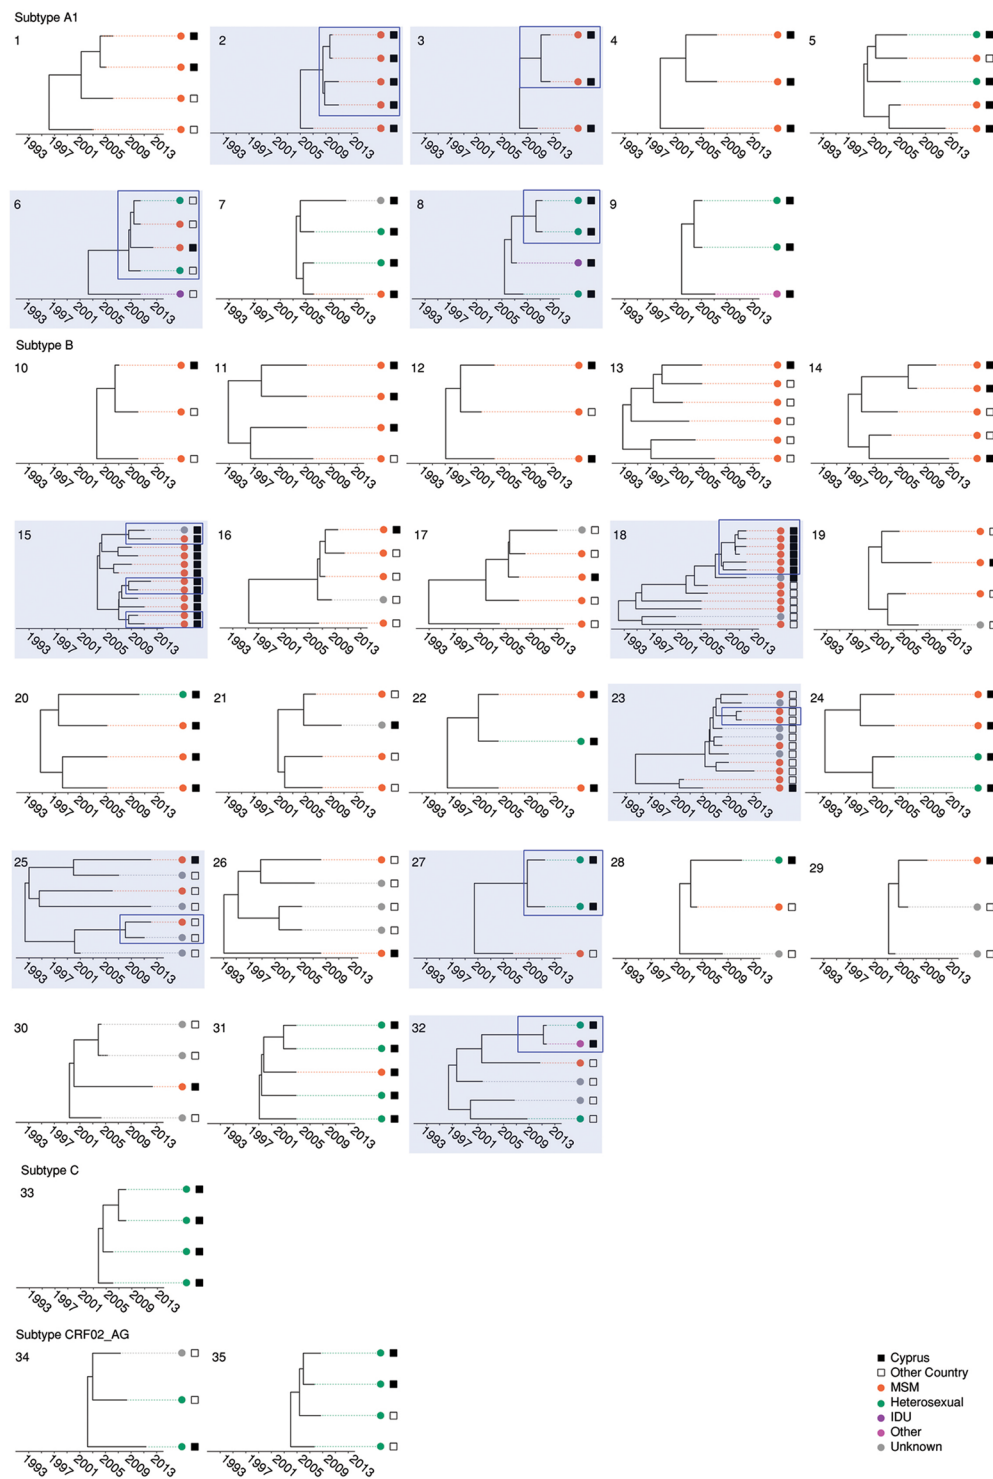 Subtype A1
1 2 3 4 5
1993 1997 2001 2005 2009 2013 1993 1997 2001 2005 2009 2013 1993 1997 2001 2005 2009 2013 1993 1997 2001 2005 2009 2013 1993 1997 2001 2005 2009 2013
6 7 8 9
1993 1997 2001 2005 2009 2013 1993 1997 2001 2005 2009 2013 1993 1997 2001 2005 2009 2013 1993 1997 2001 2005 2009 2013
Subtype B
10 11 12 13 14
1993 1997 2001 2005 2009 2013 1993 1997 2001 2005 2009 2013 1993 1997 2001 2005 2009 2013 1993 1997 2001 2005 2009 2013 1993 1997 2001 2005 2009 2013
15 16 17 18 19
1993 1997 2001 2005 2009 2013 1993 1997 2001 2005 2009 2013 1993 1997 2001 2005 2009 2013 1993 1997 2001 2005 2009 2013 1993 1997 2001 2005 2009 2013
20 21 22 23 24
1993 1997 2001 2005 2009 2013 1993 1997 2001 2005 2009 2013 1993 1997 2001 2005 2009 2013 1993 1997 2001 2005 2009 2013 1993 1997 2001 2005 2009 2013
25 26 27 28 29
1993 1997 2001 2005 2009 2013 1993 1997 2001 2005 2009 2013 1993 1997 2001 2005 2009 2013 1993 1997 2001 2005 2009 2013 1993 1997 2001 2005 2009 2013
30 31 32
1993 1997 2001 2005 2009 2013 1993 1997 2001 2005 2009 2013 1993 1997 2001 2005 2009 2013
Subtype C
33
1993 1997 2001 2005 2009 2013
Subtype CRF02_AG
34 35
1993 1997 2001 2005 2009 2013 1993 1997 2001 2005 2009 2013
Cyprus
Other Country
MSM
Heterosexual
IDU
Other
Unknown